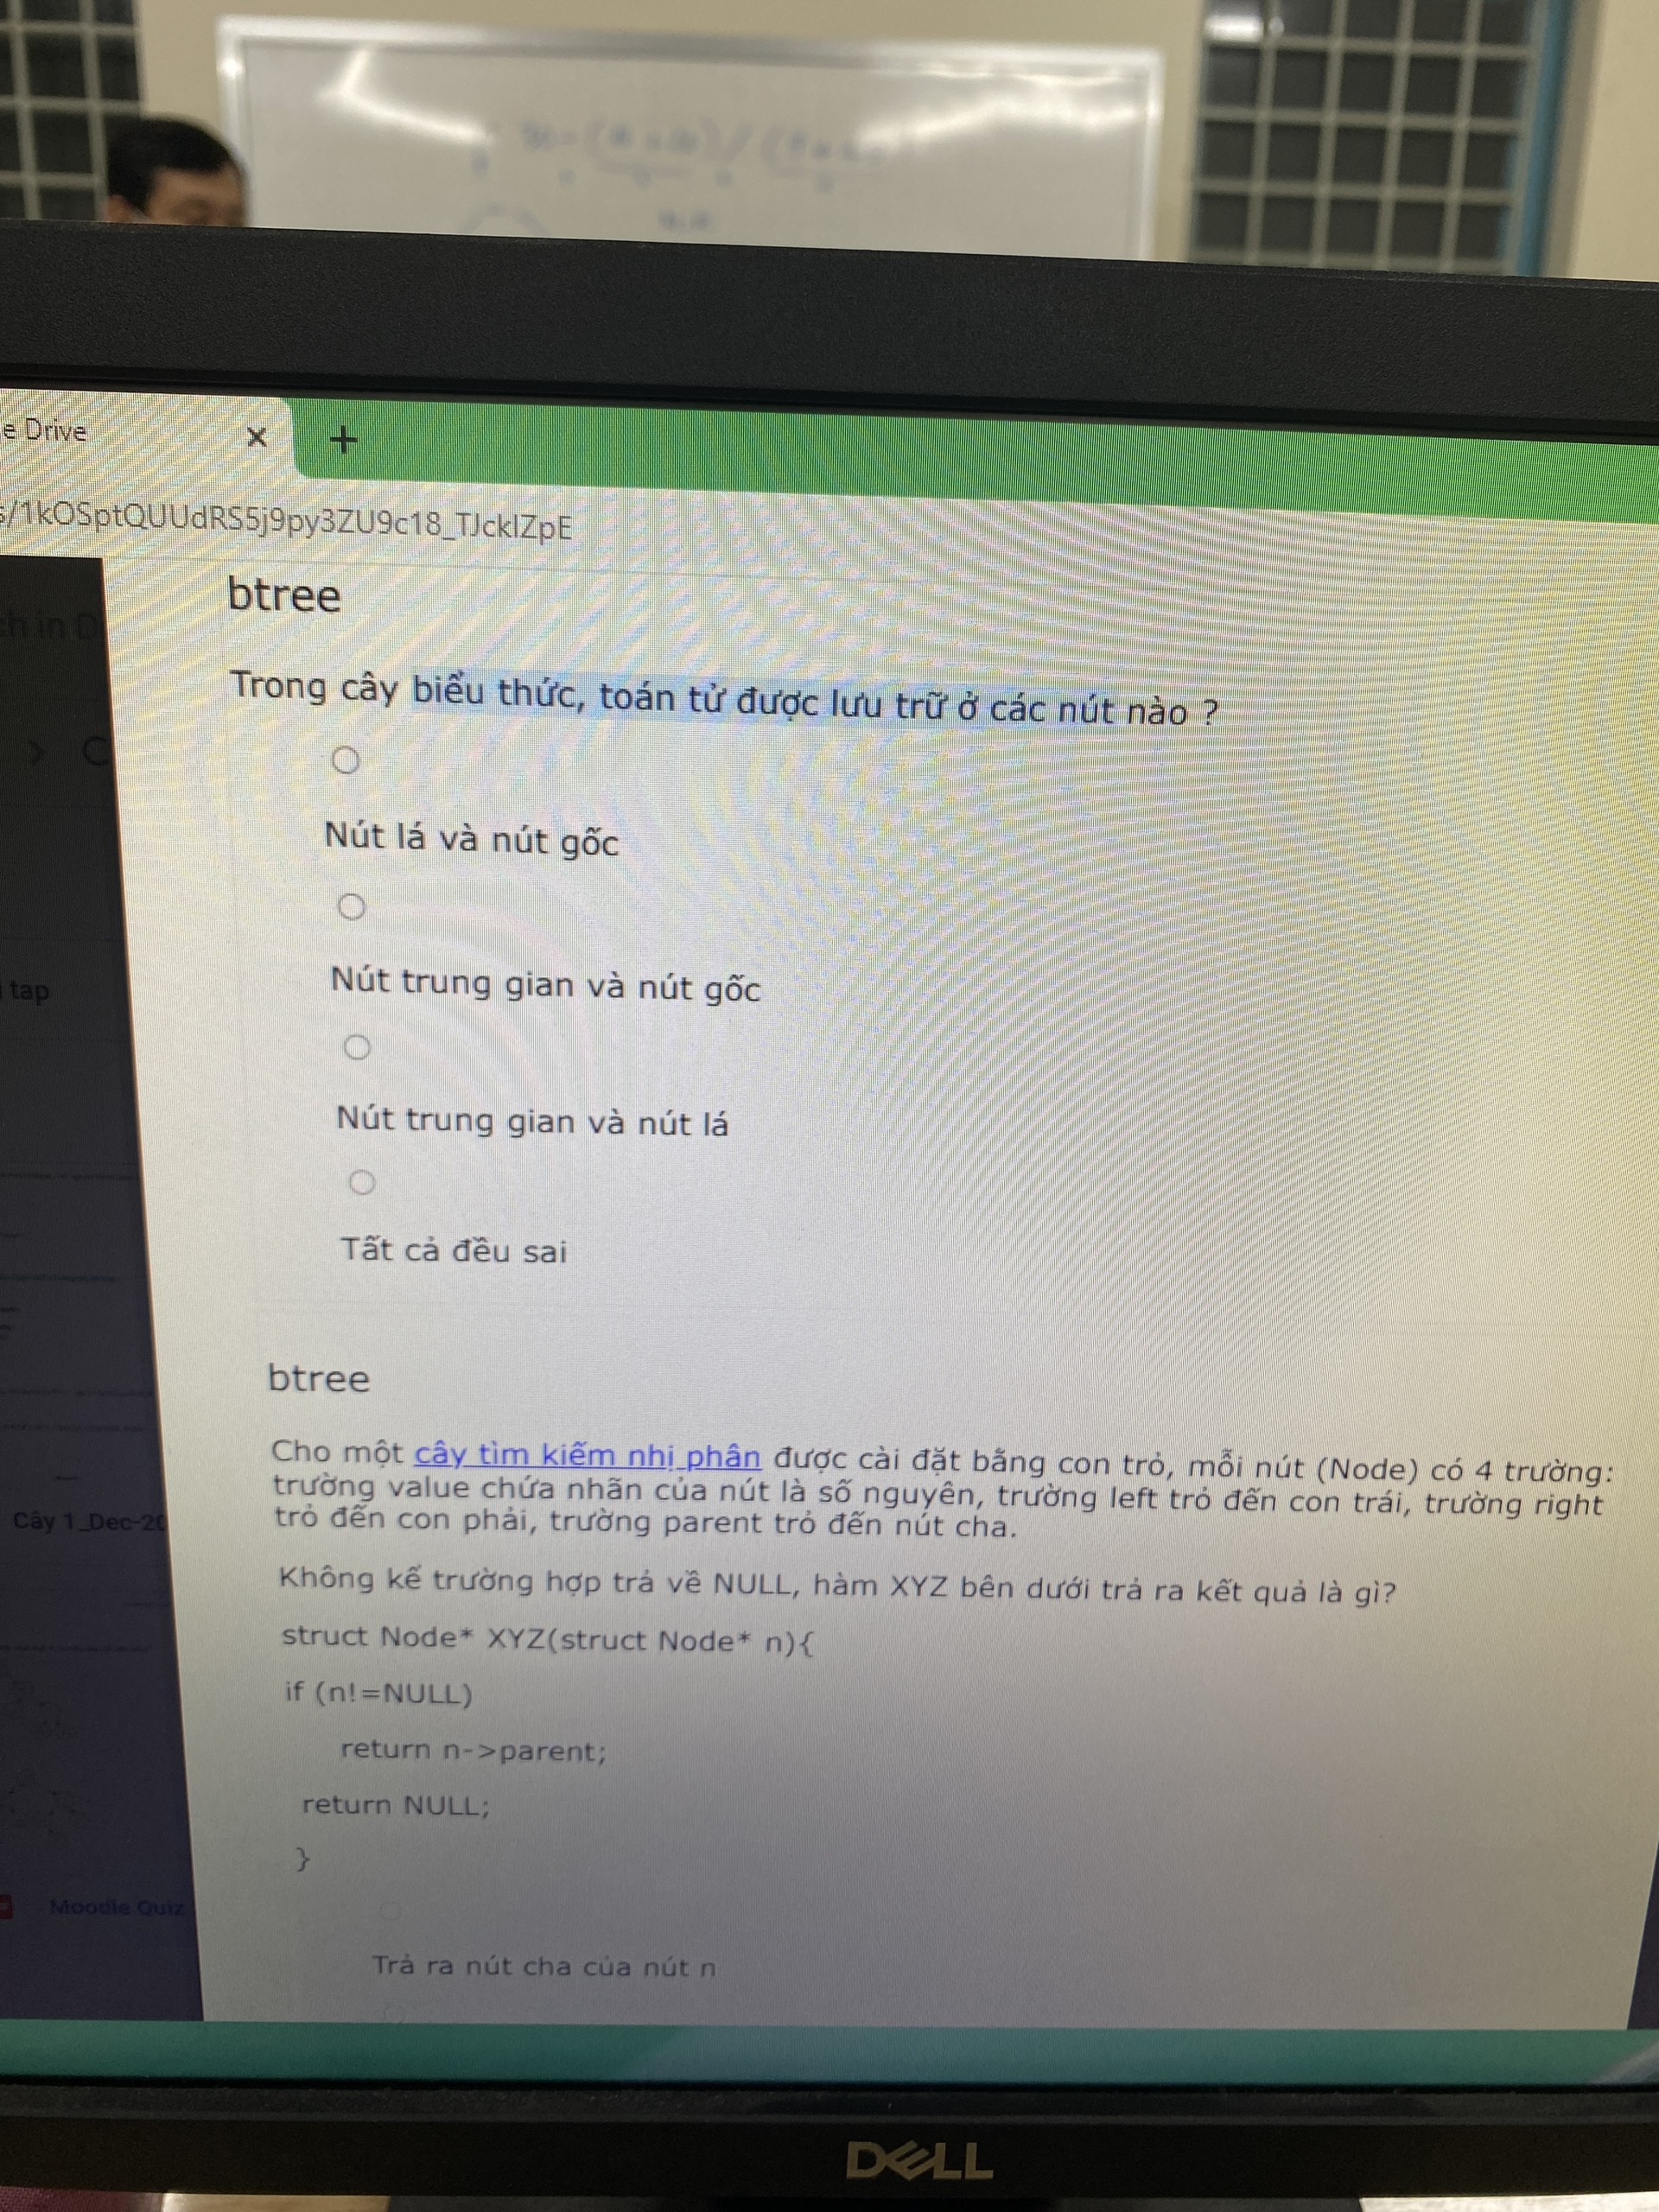 e Drive
/1kOSptQUUdRS5j9py3ZU9c18_TJcklZpE
btree
Trong cây biểu thức, toán tử được lưu trữ ở các nút nào ?
Nút lá và nút gốc
Nút trung gian và nút gốc
tap
Nút trung gian và nút lá
Tất cả đều sai
btree
Cho một cây tìm kiếm nhị phân được cài đặt bằng con trỏ, mỗi nút (Node) có 4 trường:
trường value chứa nhãn của nút là số nguyên, trường left trỏ đến con trái, trường right
trỏ đến con phải, trường parent trỏ đến nút cha.
Cây 1_Dec-20
Không kể trường hợp trả về NULL, hàm XYZ bên dưới trả ra kết quả là gì?
struct Node* XYZ(struct Node* n){
if (n!=NULL)
return n->parent;
return NULL;
}
Moodle Quiz
Trả ra nút cha của nút n
DELL